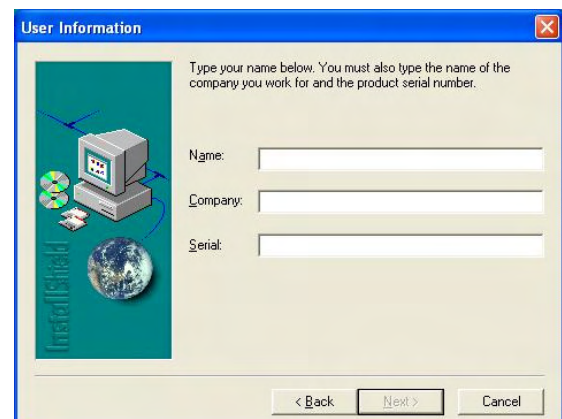 User Information
Type your name below. You must also type the name of the
company you work for and the product serial number.
Name:
Company:
Serial:
InstallShield
< Back
Next >
Cancel